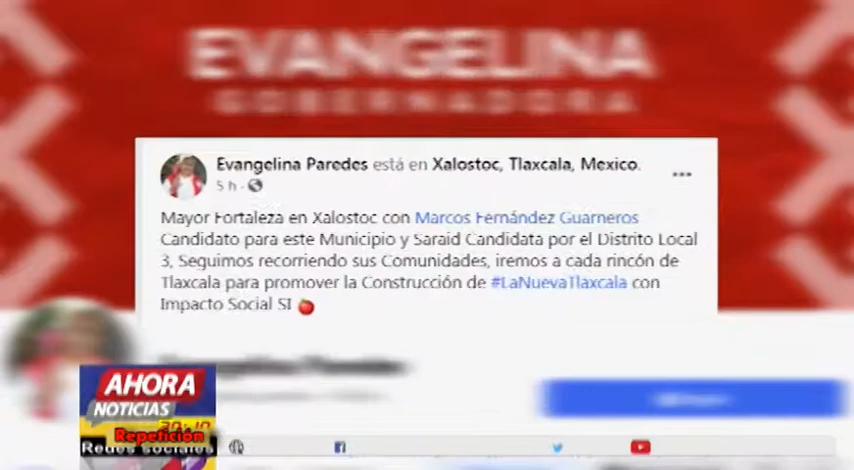 EVANGELINA
GOBERNADORA
Evangelina Paredes está en Xalostoc, Tlaxcala, Mexico.
5 h
Mayor Fortaleza en Xalostoc con Marcos Fernández Guarneros
Candidato para este Municipio y Saraid Candidata por el Distrito Local
3, Seguimos recorriendo sus Comunidades, iremos a cada rincón de
Tlaxcala para promover la Construcción de #LaNuevaTlaxcala con
Impacto Social SI
Evangelina Paredes
AHORA
NOTICIAS
Repetición
Redes sociales